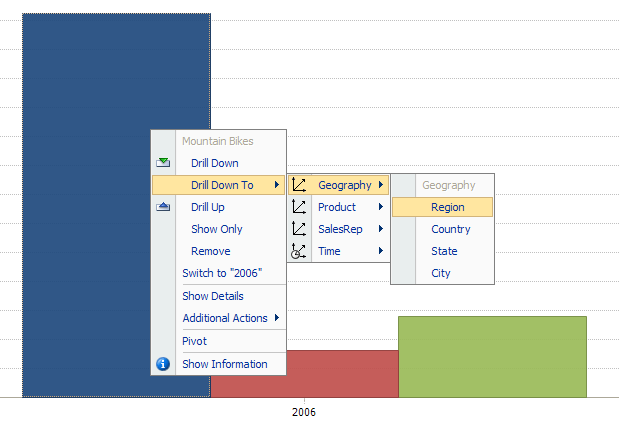 Mountain Bikes
Drill Down
Drill Down To
Drill Up
Show Only
Remove
Switch to "2006"
Show Details
Additional Actions
Pivot
Show Information
Geography
Product
SalesRep
Time
Geography
Region
Country
State
City
2006